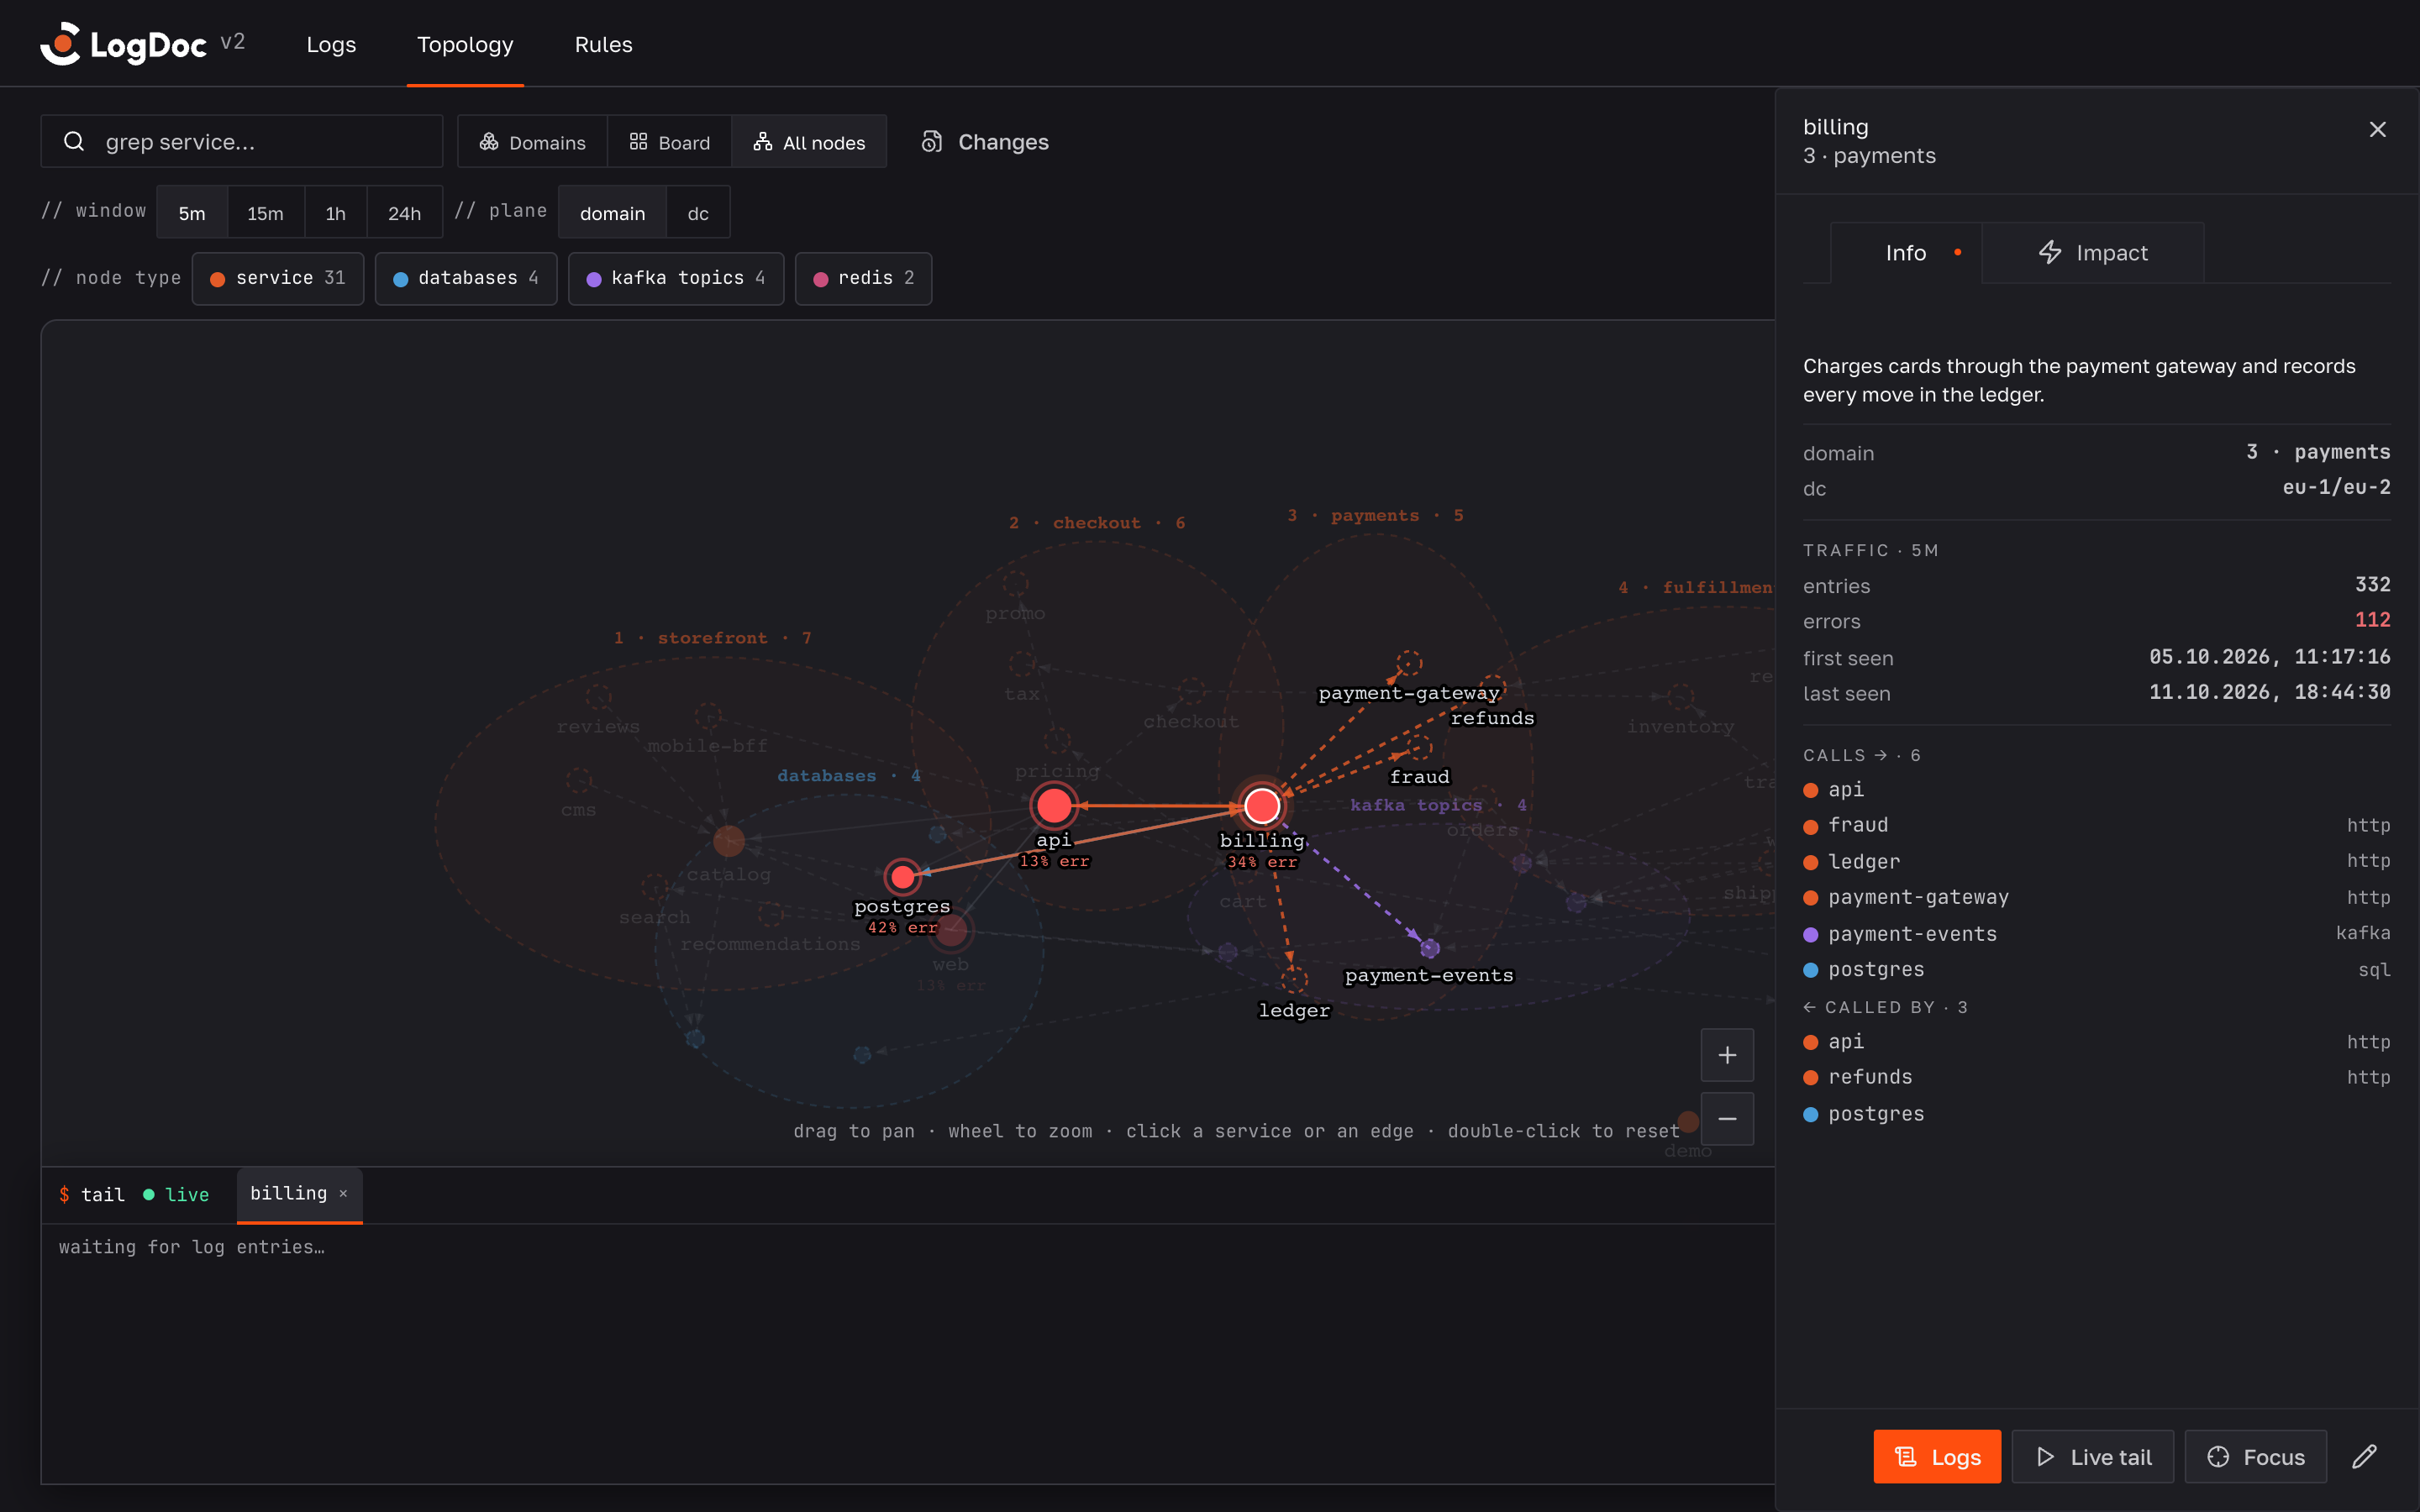 LogDoc v2
Logs
Topology
Rules
grep service...
Domains
Board
All nodes
Changes
// window 5m 15m 1h 24h // plane domain dc
// node type service 31 databases 4 kafka topics 4 redis 2
2 · checkout · 6
3 · payments · 5
4 · fulfillmen
1 · storefront · 7
promo
tax
checkout
payment-gateway
refunds
re
inventory
reviews
mobile-bff
databases · 4
pricing
fraud
tra
cms
kafka topics · 4
orders
api
13% err
billing
34% err
catalog
postgres
42% err
cart
ship
search
recommendations
web
13% err
payment-events
ledger
+
−
drag to pan · wheel to zoom · click a service or an edge · double-click to reset
demo
$ tail live billing ×
waiting for log entries…
billing
3 · payments
Info
Impact
Charges cards through the payment gateway and records
every move in the ledger.
domain 3 · payments
dc eu-1/eu-2
TRAFFIC · 5M
entries 332
errors 112
first seen 05.10.2026, 11:17:16
last seen 11.10.2026, 18:44:30
CALLS → · 6
api
fraud http
ledger http
payment-gateway http
payment-events kafka
postgres sql
← CALLED BY · 3
api http
refunds http
postgres
Logs
Live tail
Focus